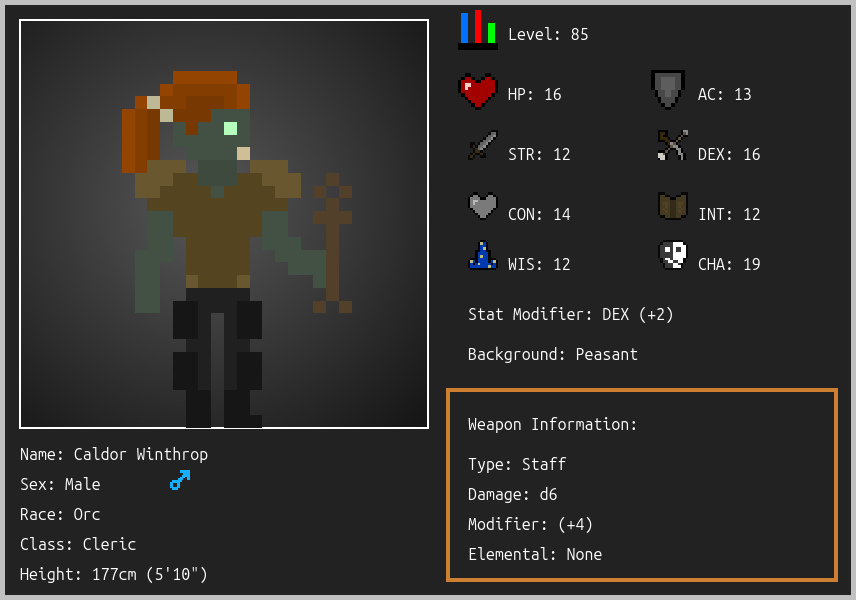 Level: 85
HP: 16
AC: 13
STR: 12
DEX: 16
CON: 14
INT: 12
WIS: 12
CHA: 19
Stat Modifier: DEX (+2)
Background: Peasant
Weapon Information:
Type: Staff
Damage: d6
Modifier: (+4)
Elemental: None
Name: Caldor Winthrop
Sex: Male
Race: Orc
Class: Cleric
Height: 177cm (5'10")